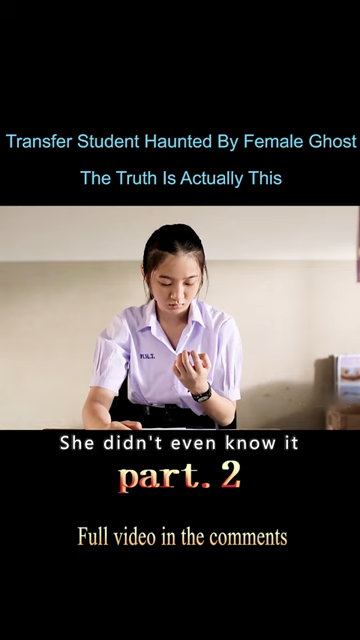 Transfer Student Haunted By Female Ghost
The Truth Is Actually This
She didn't even know it
part. 2
Full video in the comments